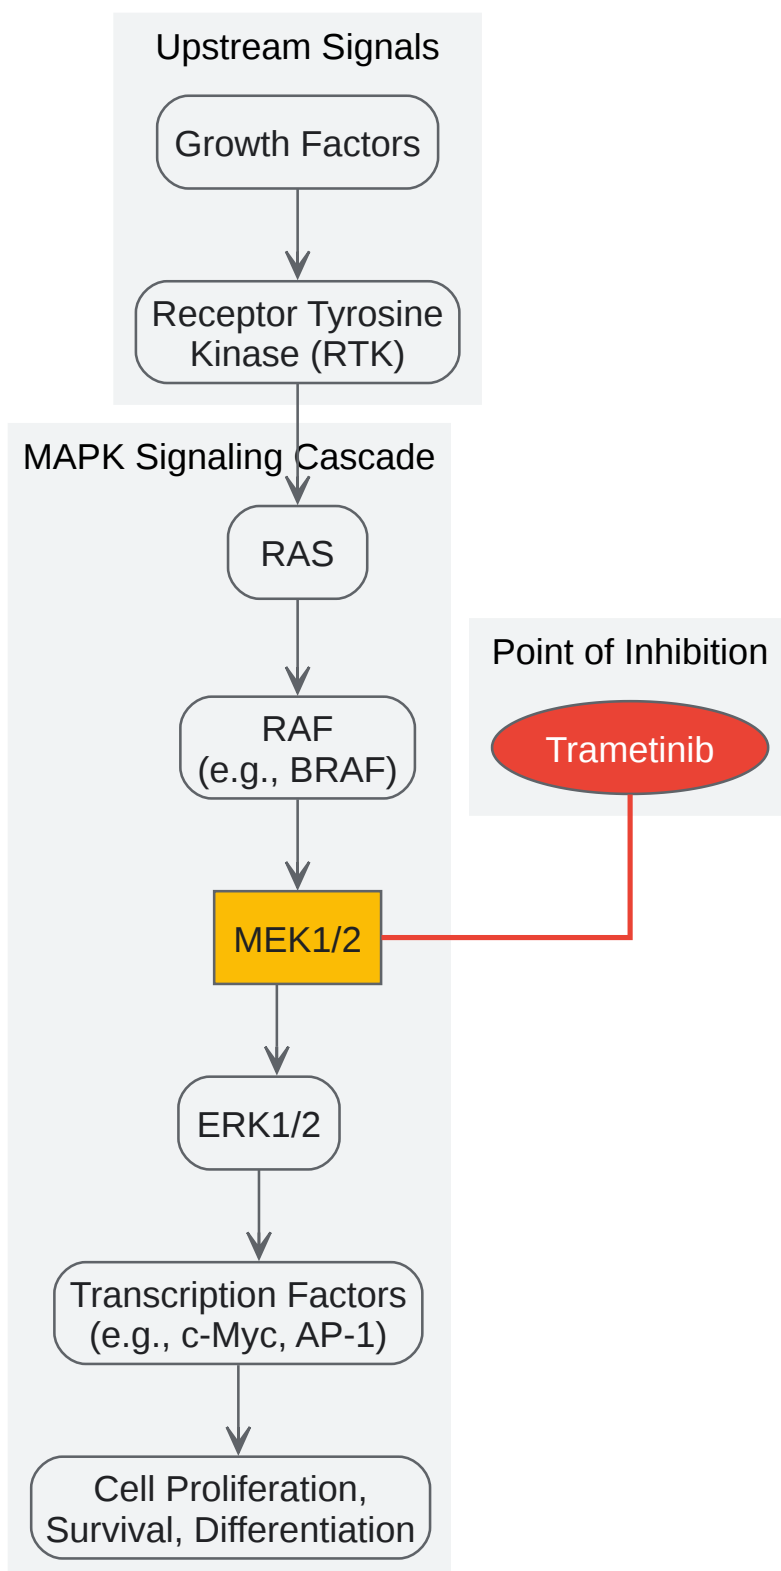 Upstream Signals
Growth Factors
Receptor Tyrosine
Kinase (RTK)
MAPK Signaling Cascade
RAS
Point of Inhibition
RAF
(e.g., BRAF)
Trametinib
MEK1/2
ERK1/2
Transcription Factors
(e.g., c-Myc, AP-1)
Cell Proliferation,
Survival, Differentiation